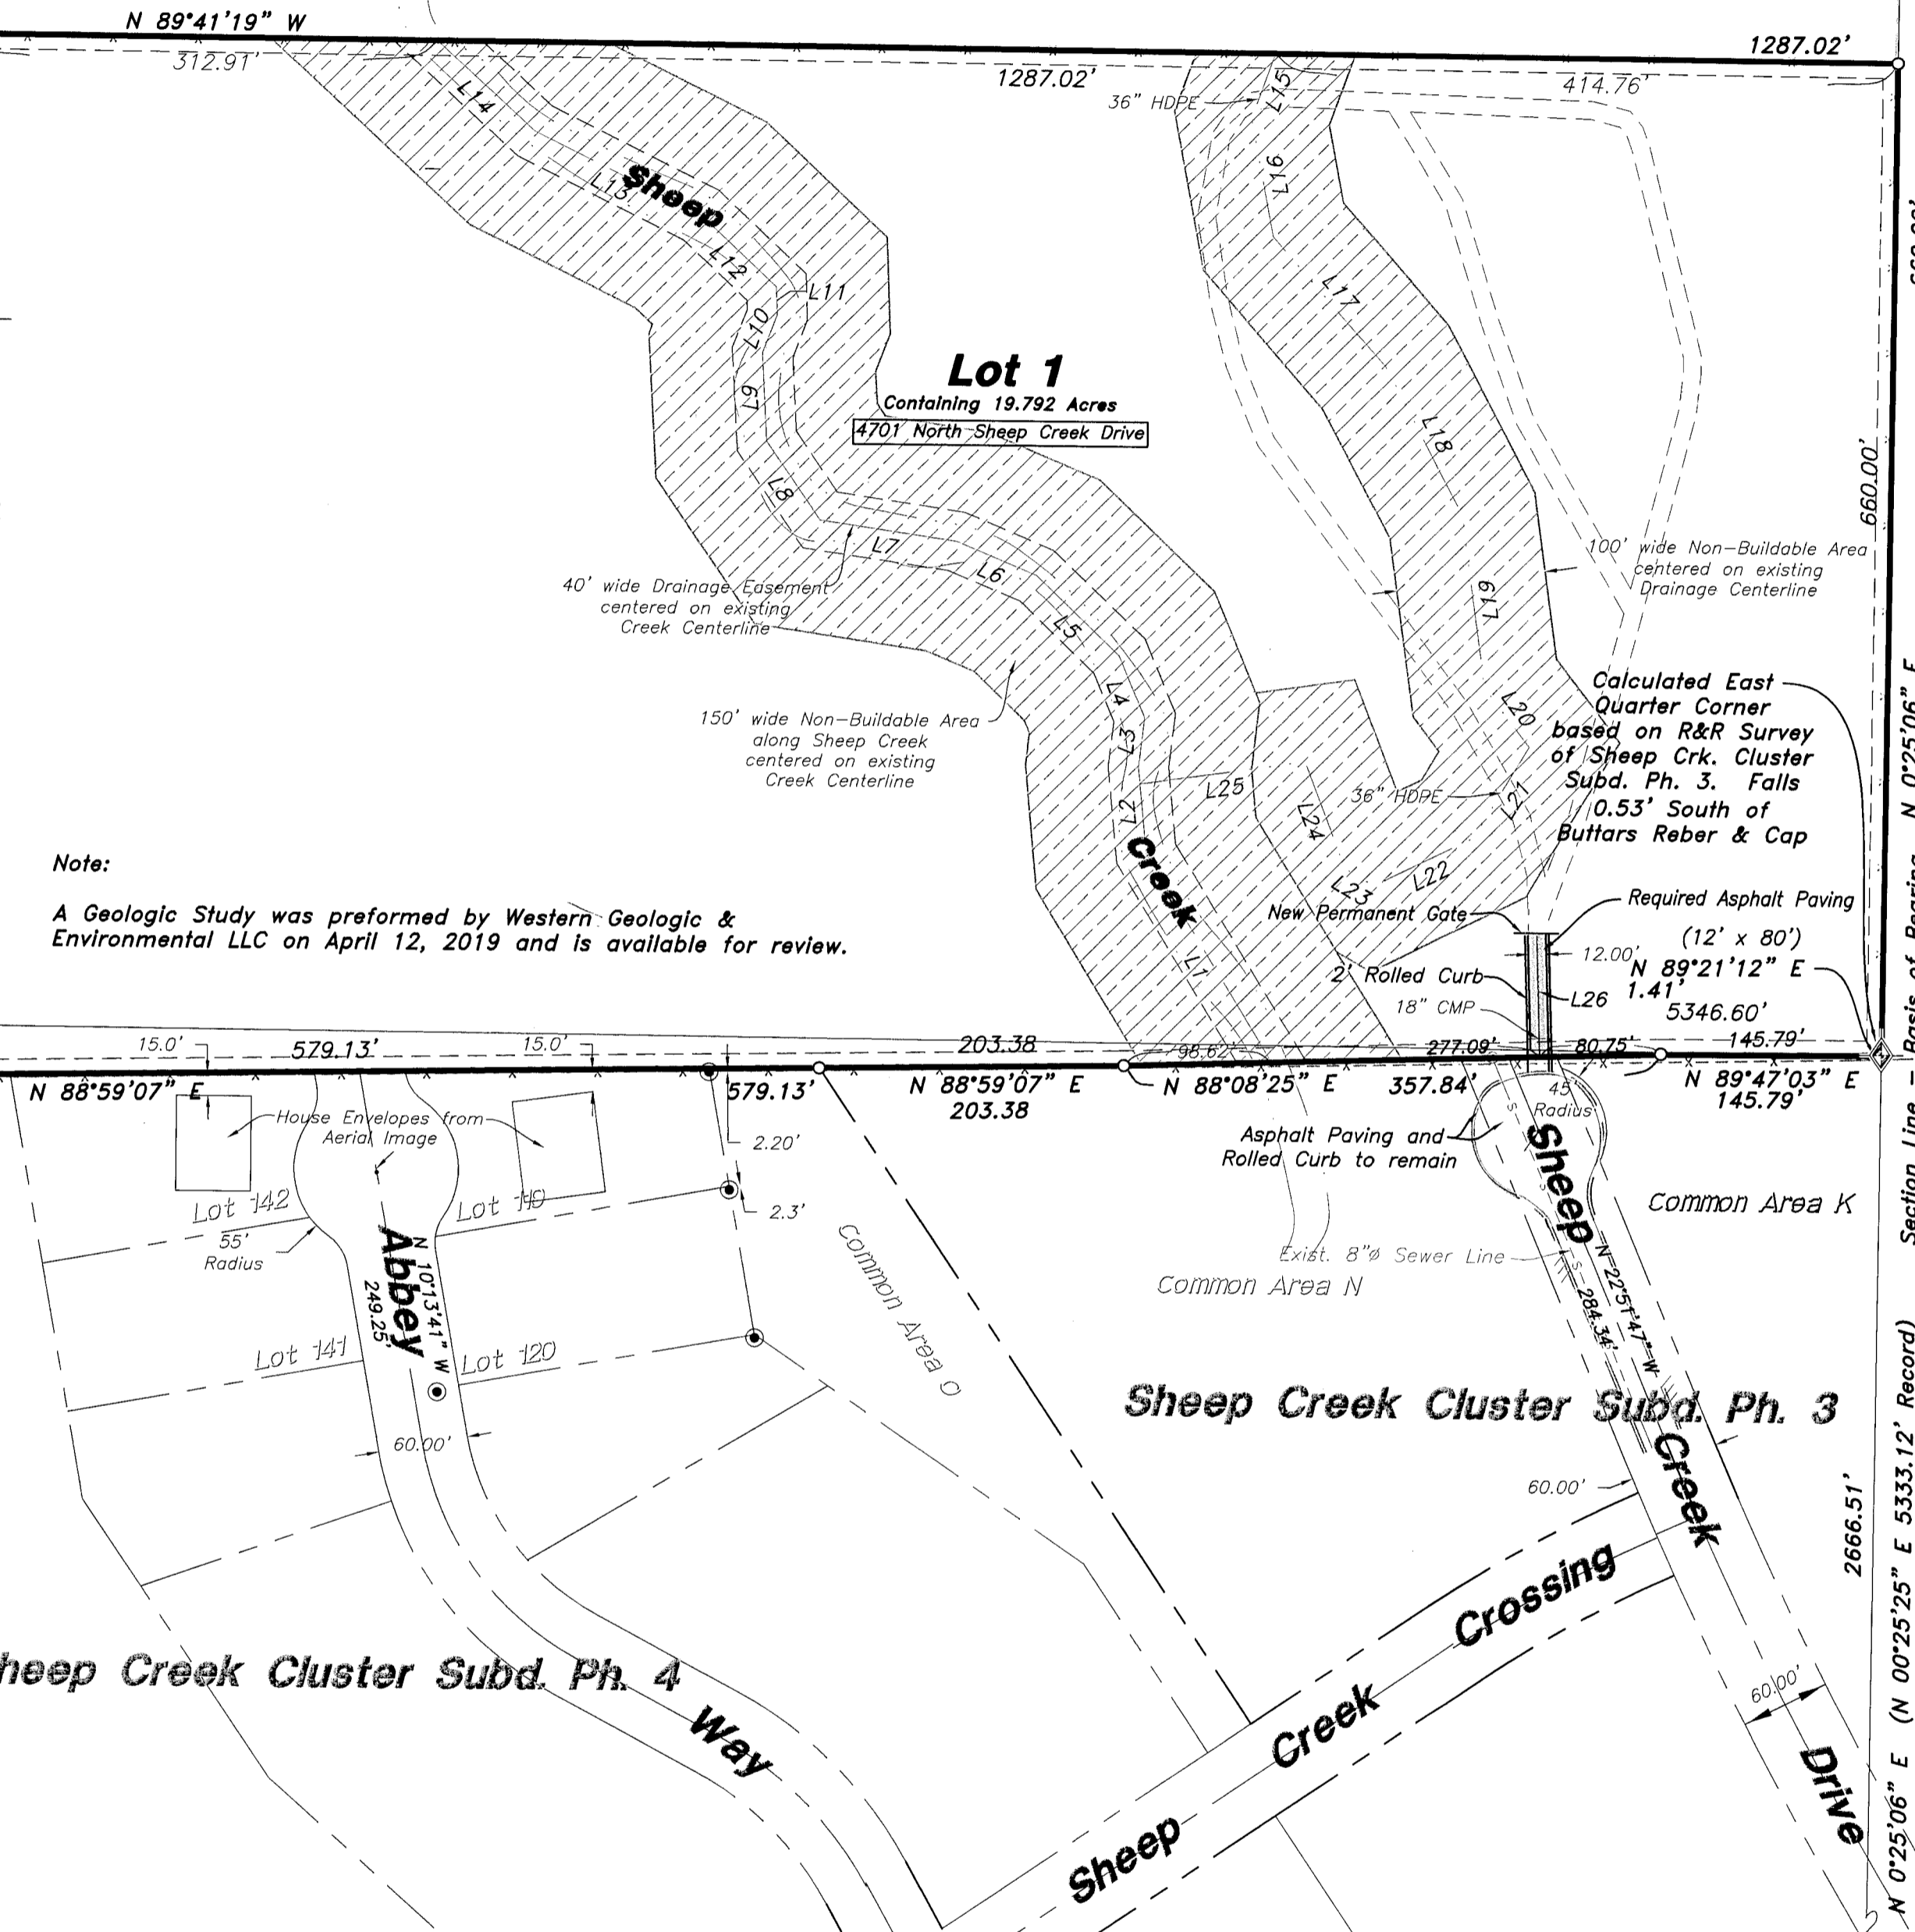 N 89°41'19" W
312.91'
1287.02'
1287.02'
414.76'
36" HDPE
L15
L14
L16
Sheep
L13
L12
L11
L10
L17
L9
Lot 1
Containing 19.792 Acres
4701 North Sheep Creek Drive
L18
L8
L7
L6
L5
L19
660.00'
100' wide Non-Buildable Area
centered on existing
Drainage Centerline
40' wide Drainage Easement
centered on existing
Creek Centerline
L4
L3
L2
L25
L20
L21
L24
L22
L23
L1
Creek
150' wide Non-Buildable Area
along Sheep Creek
centered on existing
Creek Centerline
36" HDPE
Calculated East
Quarter Corner
based on R&R Survey
of Sheep Crk. Cluster
Subd. Ph. 3. Falls
0.53' South of
Buttars Reber & Cap
Note:
A Geologic Study was preformed by Western Geologic &
Environmental LLC on April 12, 2019 and is available for review.
New Permanent Gate
Required Asphalt Paving
(12' x 80')
12.00'
N 89°21'12" E
1.41'
5346.60'
2' Rolled Curb
L26
18" CMP
15.0'
579.13'
15.0'
203.38
98.62'
277.09'
80.75'
145.79'
N 88°59'07" E
579.13'
N 88°59'07" E
203.38
N 88°08'25" E
357.84'
N 89°47'03" E
145.79'
45'
Radius
House Envelopes from
Aerial Image
2.20'
2.3'
Asphalt Paving and
Rolled Curb to remain
Lot 142
Lot 119
55'
Radius
Lot 141
Lot 120
Abbey
N 10°13'41" W
249.25'
60.00'
Common Area O
Common Area N
Common Area K
Exist. 8"ø Sewer Line
S
S
S
Sheep
N 22°51'47" W
284.34'
Sheep Creek Cluster Subd. Ph. 3
Creek
60.00'
Sheep Creek Crossing
60.00'
Drive
heep Creek Cluster Subd. Ph. 4
Way
2666.51'
N 0°25'06" E (N 00°25'25" E 5333.12' Record)
Section Line - Basis of Bearing N 0°25'06" E